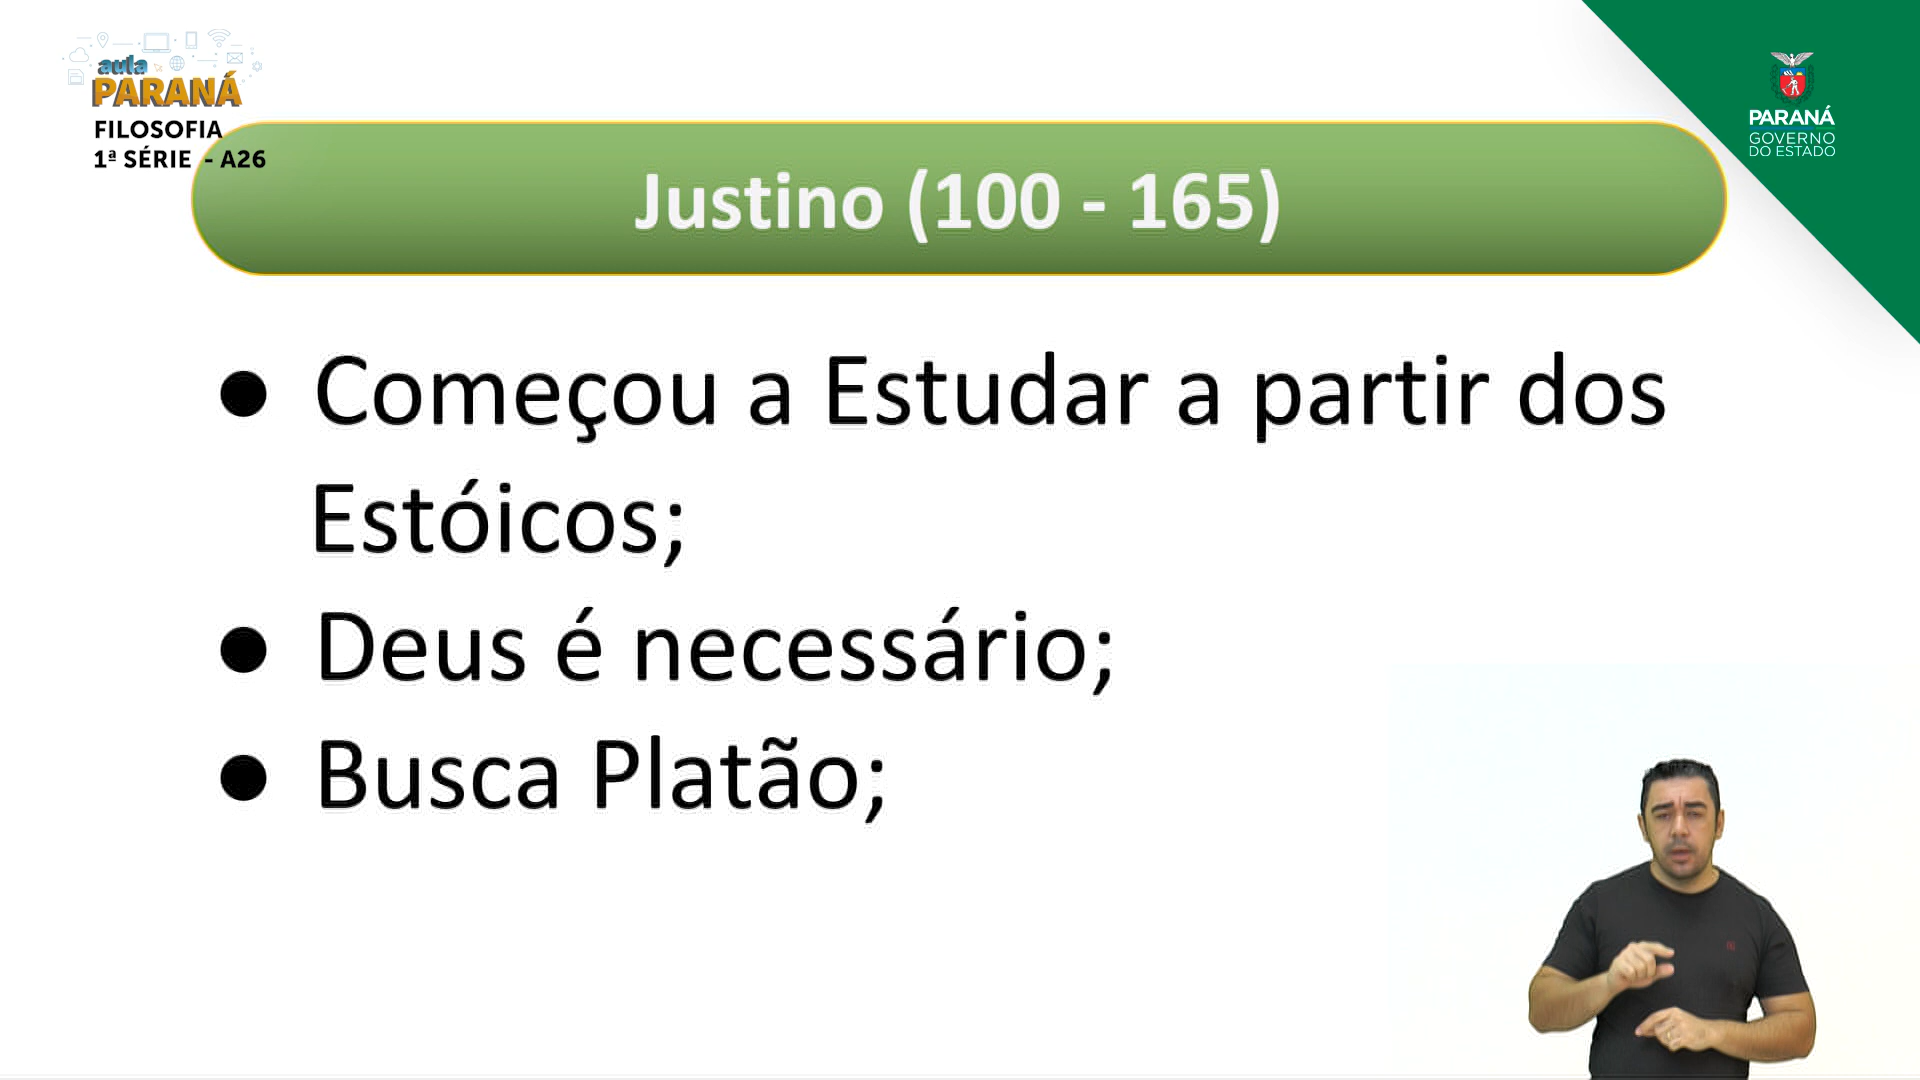 aula
PARANÁ
FILOSOFIA
1ª SÉRIE - A26
PARANÁ
GOVERNO
DO ESTADO
Justino (100 - 165)
● Começou a Estudar a partir dos
Estóicos;
● Deus é necessário;
● Busca Platão;